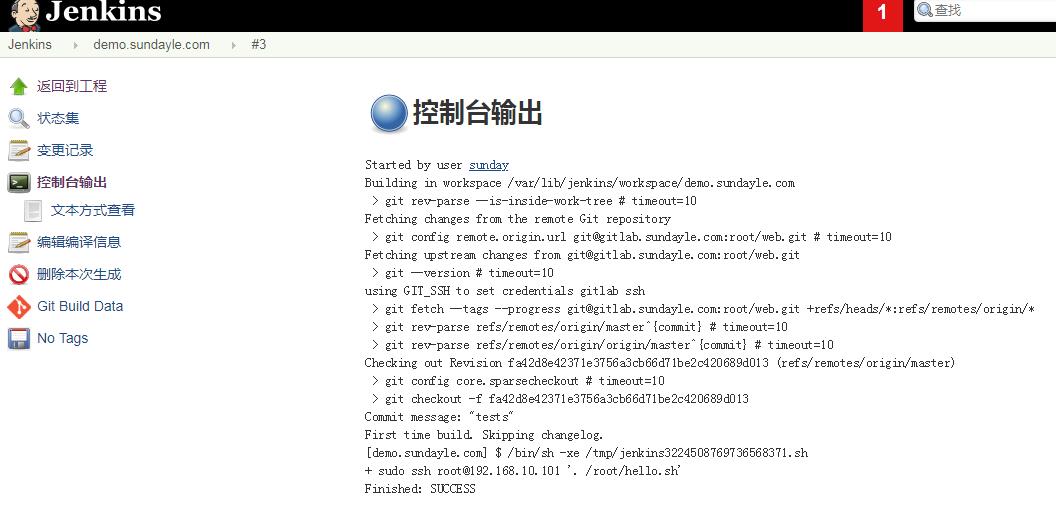 Jenkins
1
查找
Jenkins
demo.sundayle.com
#3
返回到工程
状态集
变更记录
控制台输出
文本方式查看
编辑编译信息
删除本次生成
Git Build Data
No Tags
控制台输出
Started by user sunday
Building in workspace /var/lib/jenkins/workspace/demo.sundayle.com
> git rev-parse --is-inside-work-tree # timeout=10
Fetching changes from the remote Git repository
> git config remote.origin.url git@gitlab.sundayle.com:root/web.git # timeout=10
Fetching upstream changes from git@gitlab.sundayle.com:root/web.git
> git --version # timeout=10
using GIT_SSH to set credentials gitlab ssh
> git fetch --tags --progress git@gitlab.sundayle.com:root/web.git +refs/heads/*:refs/remotes/origin/*
> git rev-parse refs/remotes/origin/master^{commit} # timeout=10
> git rev-parse refs/remotes/origin/origin/master^{commit} # timeout=10
Checking out Revision fa42d8e42371e3756a3cb66d71be2c420689d013 (refs/remotes/origin/master)
> git config core.sparsecheckout # timeout=10
> git checkout -f fa42d8e42371e3756a3cb66d71be2c420689d013
Commit message: "tests"
First time build. Skipping changelog.
[demo.sundayle.com] $ /bin/sh -xe /tmp/jenkins3224508769736568371.sh
+ sudo ssh root@192.168.10.101 '. /root/hello.sh'
Finished: SUCCESS